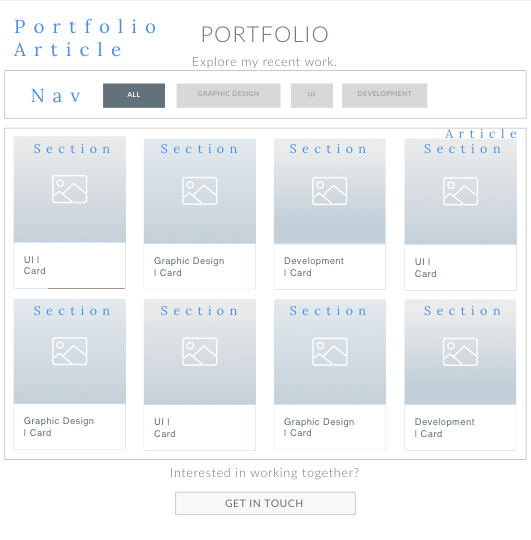 Portfolio
Article
PORTFOLIO
Explore my recent work.
Nav
ALL
GRAPHIC DESIGN
UI
DEVELOPMENT
Article
Section
Section
Section
Section
UI |
Card
Graphic Design
| Card
Development
| Card
UI |
Card
Section
Section
Section
Section
Graphic Design
| Card
UI |
Card
Graphic Design
| Card
Development
| Card
Interested in working together?
GET IN TOUCH